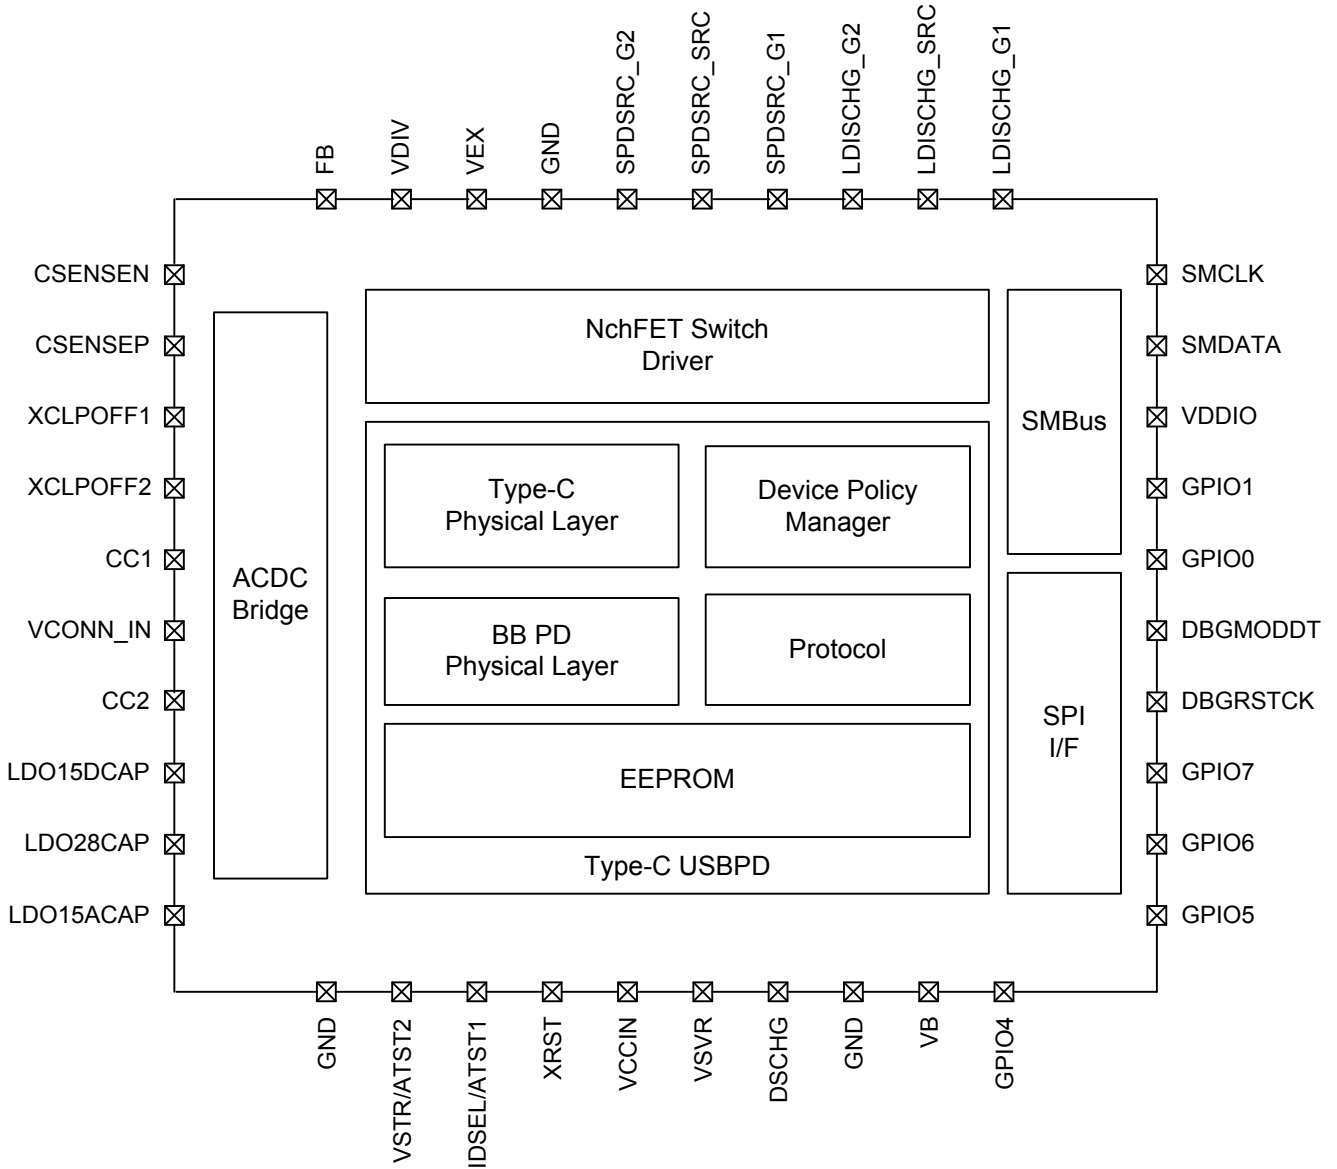 FB
VDIV
VEX
GND
SPDSRC_G2
SPDSRC_SRC
SPDSRC_G1
LDISCHG_G2
LDISCHG_SRC
LDISCHG_G1
CSENSEN
CSENSEP
XCLPOFF1
XCLPOFF2
CC1
VCONN_IN
CC2
LDO15DCAP
LDO28CAP
LDO15ACAP
ACDC
Bridge
NchFET Switch
Driver
Type-C
Physical Layer
Device Policy
Manager
BB PD
Physical Layer
Protocol
EEPROM
Type-C USBPD
SMBus
SPI
I/F
SMCLK
SMDATA
VDDIO
GPIO1
GPIO0
DBGMODDT
DBGRSTCK
GPIO7
GPIO6
GPIO5
GND
VSTR/ATST2
IDSEL/ATST1
XRST
VCCIN
VSVR
DSCHG
GND
VB
GPIO4